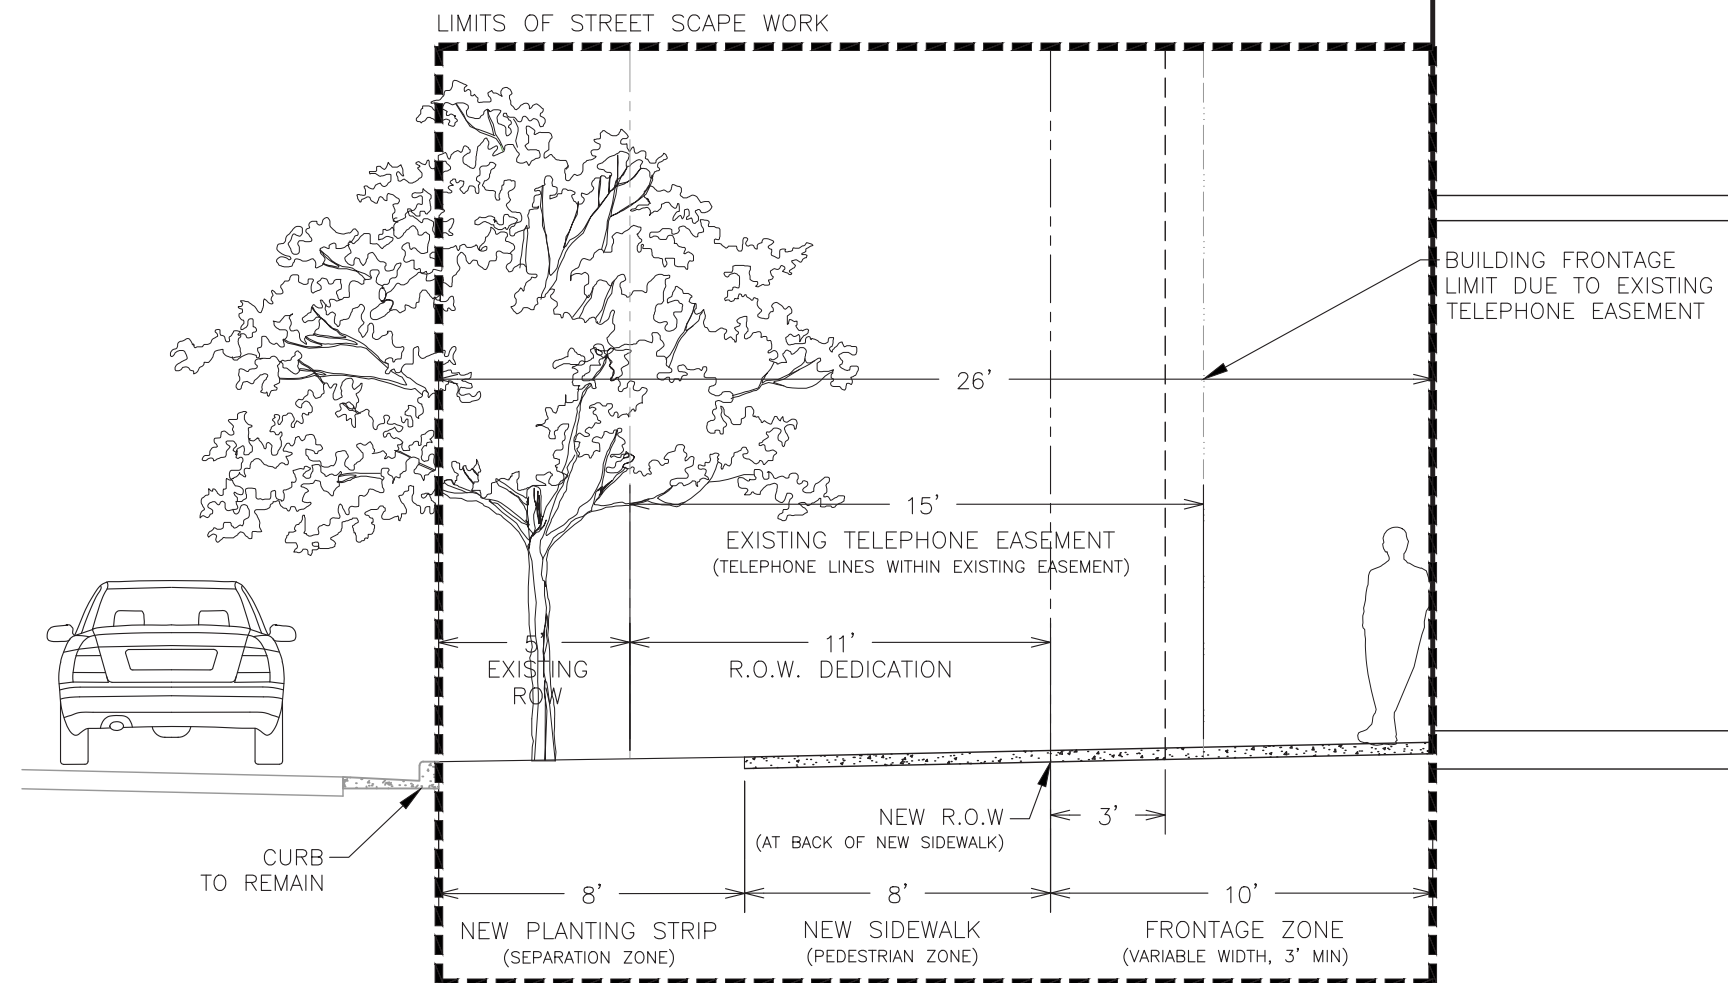 LIMITS OF STREET SCAPE WORK
BUILDING FRONTAGE
LIMIT DUE TO EXISTING
TELEPHONE EASEMENT
26'
15'
EXISTING TELEPHONE EASEMENT
(TELEPHONE LINES WITHIN EXISTING EASEMENT)
5'
EXISTING
ROW
11'
R.O.W. DEDICATION
NEW R.O.W
(AT BACK OF NEW SIDEWALK)
3'
CURB
TO REMAIN
8'
NEW PLANTING STRIP
(SEPARATION ZONE)
8'
NEW SIDEWALK
(PEDESTRIAN ZONE)
10'
FRONTAGE ZONE
(VARIABLE WIDTH, 3' MIN)